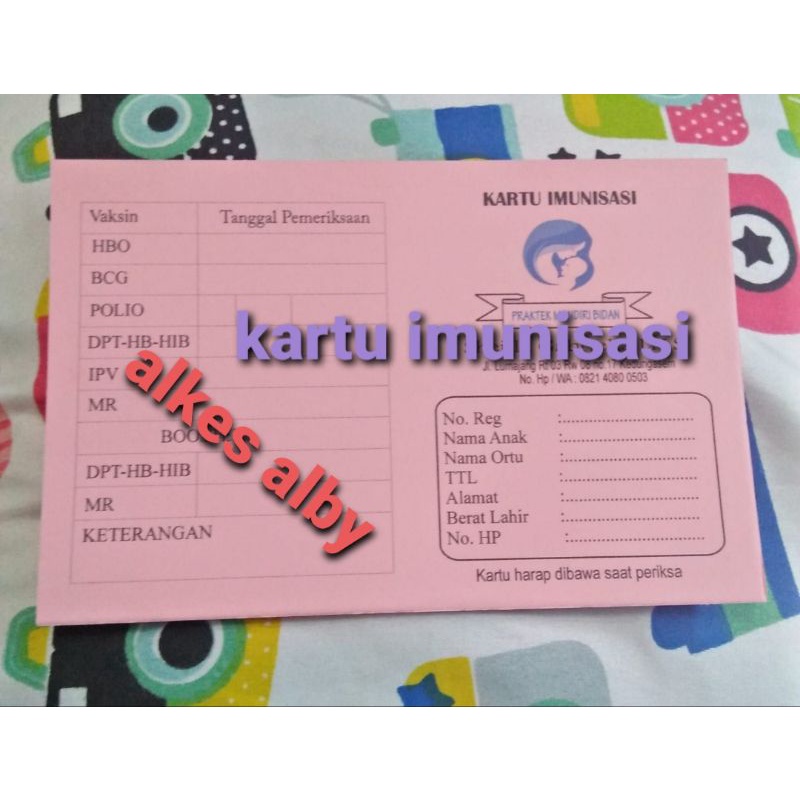 Vaksin Tanggal Pemeriksaan
HBO
BCG
POLIO
DPT-HB-HIB
IPV
MR
DPT-HB-HIB
MR
KETERANGAN
KARTU IMUNISASI
PRAKTEK MANDIRI BIDAN
No. Hp / WA : 0821 4080 0503
No. Reg :
Nama Anak :
Nama Ortu :
TTL :
Alamat :
Berat Lahir :
No. HP :
Kartu harap dibawa saat periksa
kartu imunisasi
alkes alby